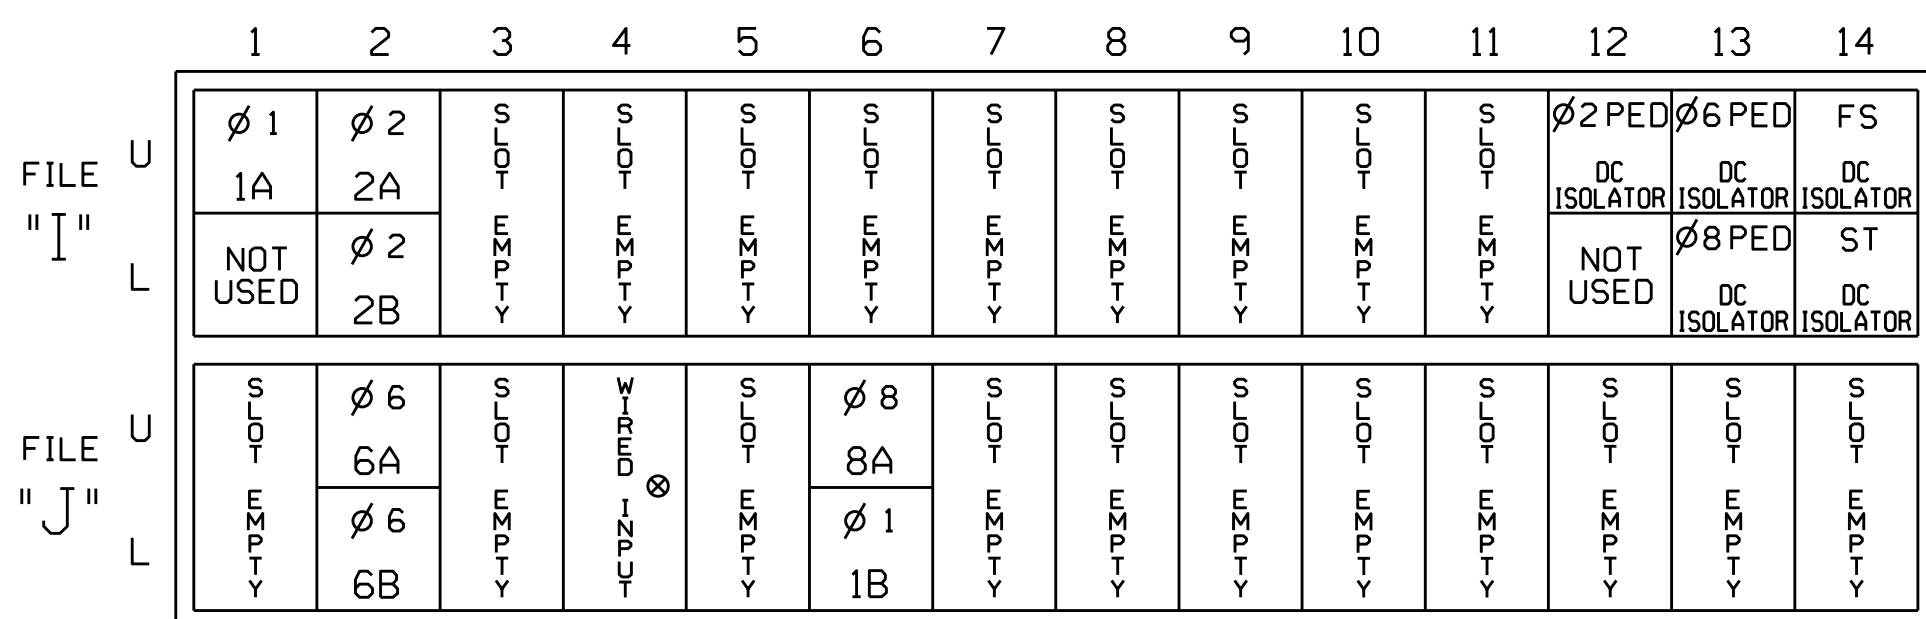 1 2 3 4 5 6 7 8 9 10 11 12 13 14
FILE "I"
U
Ø 1 1A
Ø 2 2A
SLOT EMPTY
SLOT EMPTY
SLOT EMPTY
SLOT EMPTY
SLOT EMPTY
SLOT EMPTY
SLOT EMPTY
SLOT EMPTY
SLOT EMPTY
Ø2 PED DC ISOLATOR
Ø6 PED DC ISOLATOR
FS DC ISOLATOR
L
NOT USED
Ø 2 2B
NOT USED
Ø8 PED DC ISOLATOR
ST DC ISOLATOR
FILE "J"
U
SLOT EMPTY
Ø 6 6A
SLOT EMPTY
WIRED INPUT ⊗
SLOT EMPTY
Ø 8 8A
SLOT EMPTY
SLOT EMPTY
SLOT EMPTY
SLOT EMPTY
SLOT EMPTY
SLOT EMPTY
SLOT EMPTY
SLOT EMPTY
L
Ø 6 6B
Ø 1 1B